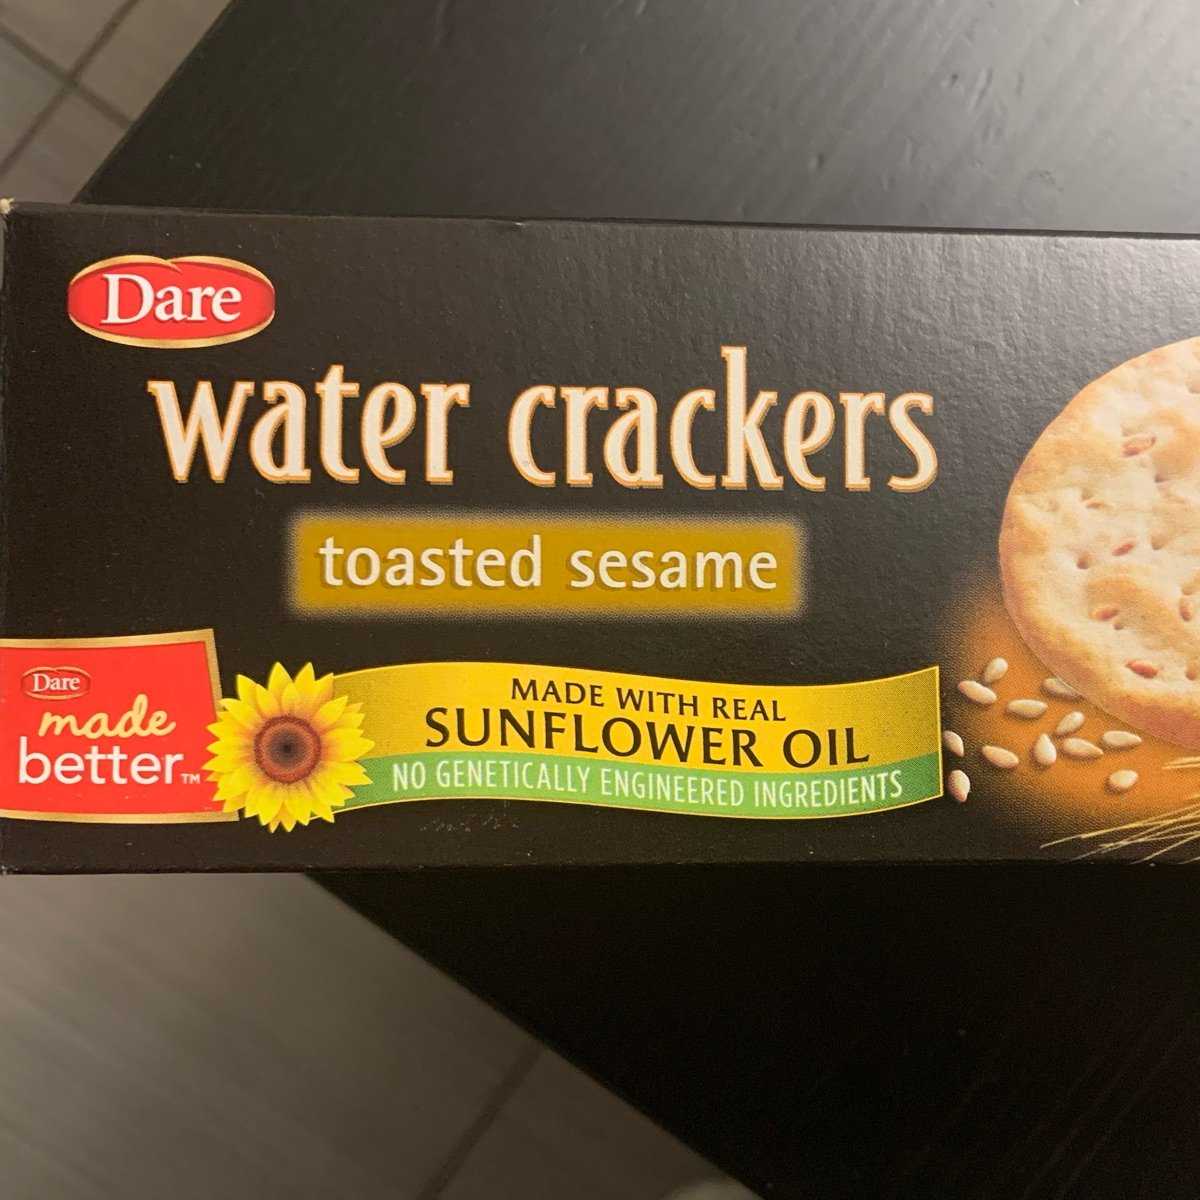 Dare
water crackers
toasted sesame
Dare
made
better™
MADE WITH REAL
SUNFLOWER OIL
NO GENETICALLY ENGINEERED INGREDIENTS